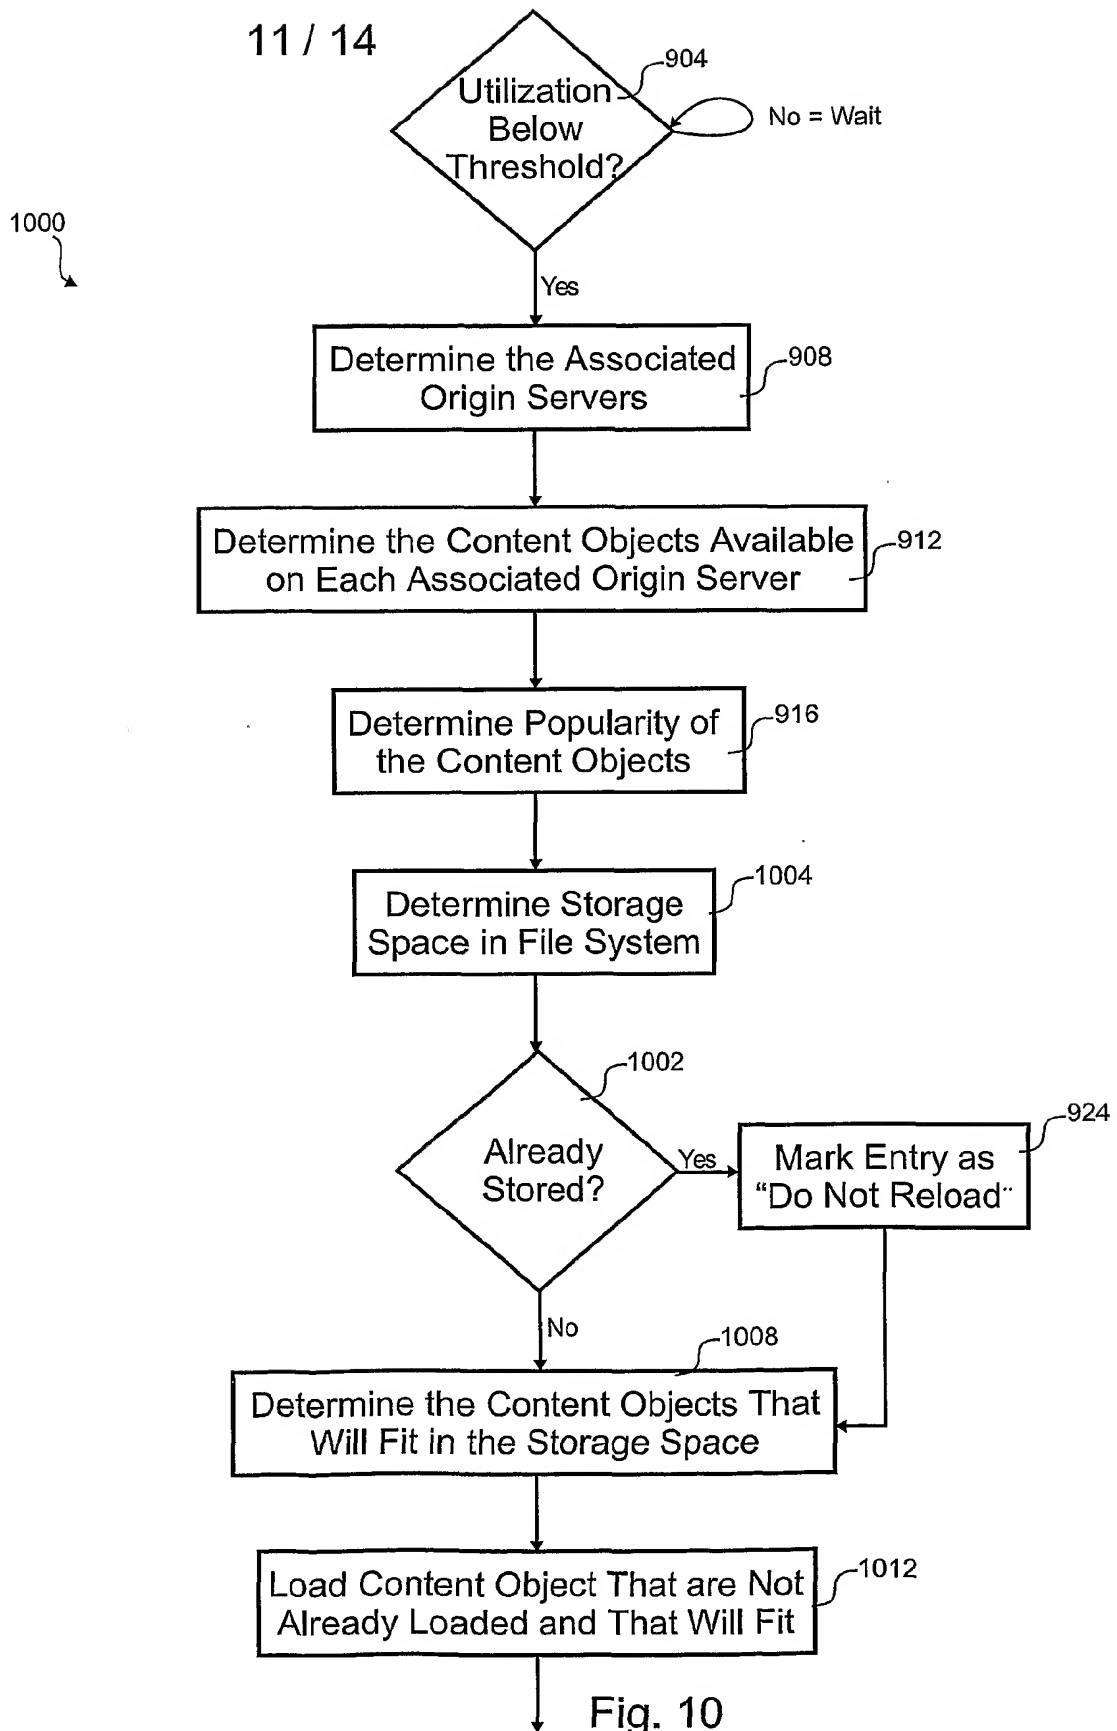 11 / 14
904
Utilization
Below
Threshold?
No = Wait
1000
Yes
Determine the Associated
Origin Servers
908
Determine the Content Objects Available
on Each Associated Origin Server
912
Determine Popularity of
the Content Objects
916
Determine Storage
Space in File System
1004
1002
Already
Stored?
Yes
924
Mark Entry as
“Do Not Reload”
No
1008
Determine the Content Objects That
Will Fit in the Storage Space
Load Content Object That are Not
Already Loaded and That Will Fit
1012
Fig. 10